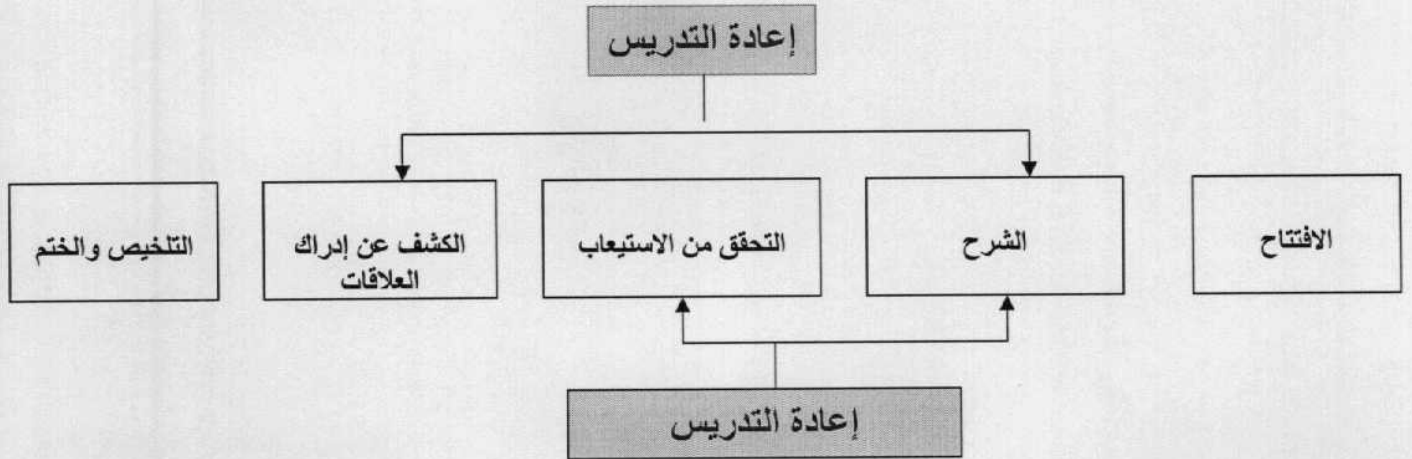 إعادة التدريس
الافتتاح
الشرح
التحقق من الاستيعاب
الكشف عن إدراك
العلاقات
التلخيص والختم
إعادة التدريس